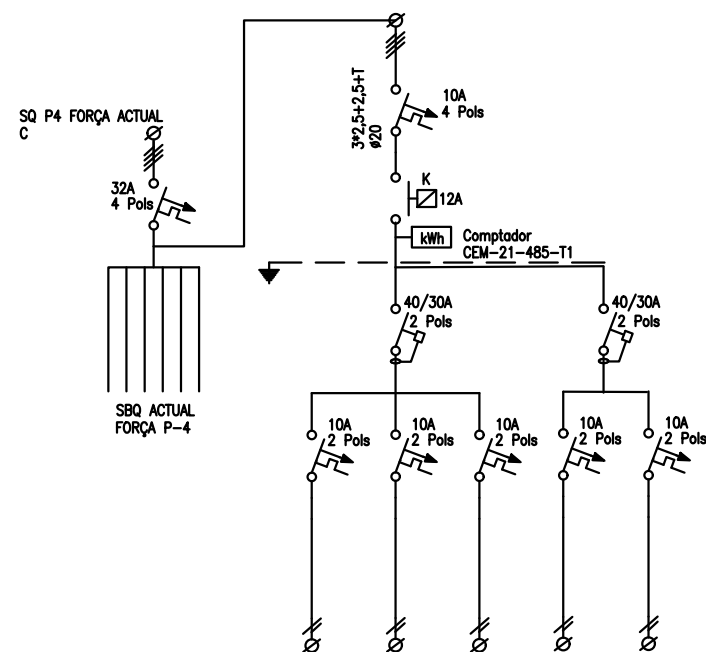 SQ P4 FORÇA ACTUAL
C
32A
4 Pols
SBQ ACTUAL
FORÇA P-4
3*2,5+2,5+T
ø20
10A
4 Pols
K
12A
kWh
Comptador
CEM-21-485-T1
40/30A
2 Pols
40/30A
2 Pols
10A
2 Pols
10A
2 Pols
10A
2 Pols
10A
2 Pols
10A
2 Pols